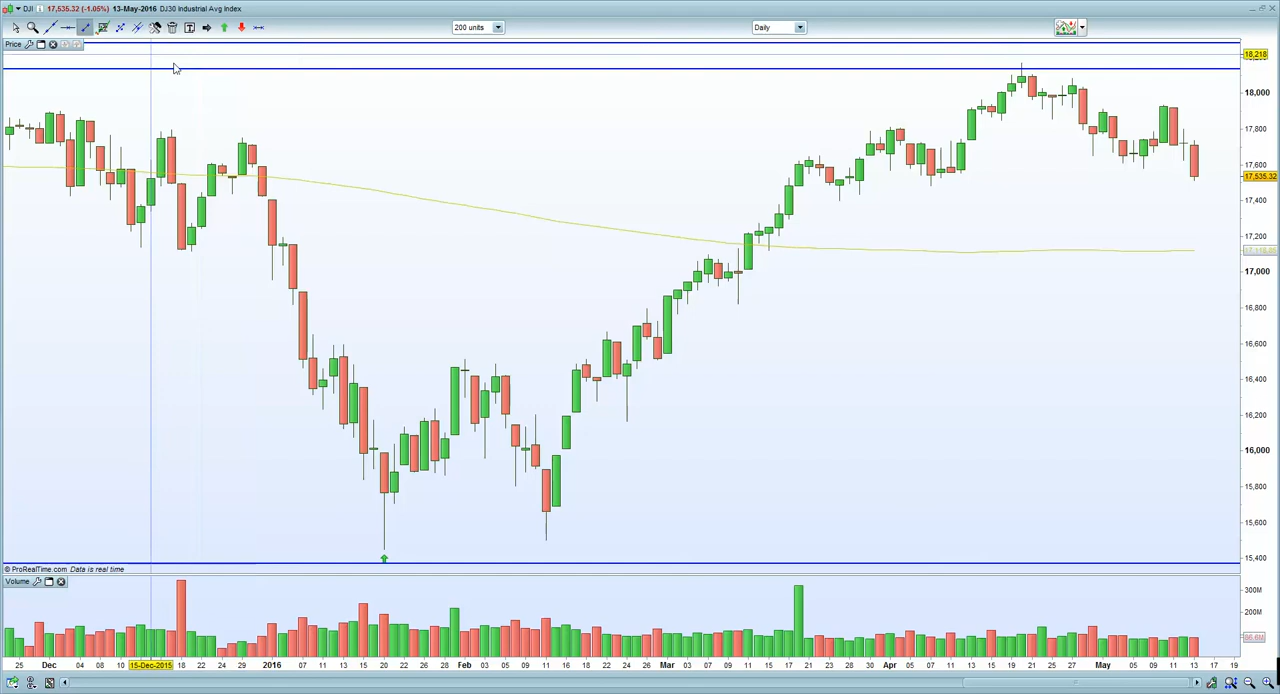 DJI 17,535.32 (-1.05%) 13-May-2016 DJ30 Industrial Avg Index
200 units Daily
Price
18,218
18,000
17,800
17,600
17,535.32
17,400
17,200
17,000
16,800
16,600
16,400
16,200
16,000
15,800
15,600
15,400
© ProRealTime.com Data is real time
Volume
300M
200M
25 Dec 04 08 10 15-Dec-2015 18 22 24 29 2016 07 11 13 15 20 22 26 28 Feb 03 05 09 11 16 18 22 24 26 Mar 03 07 09 11 15 17 21 23 28 30 Apr 05 07 11 13 15 19 21 25 27 May 05 09 11 13 17 19